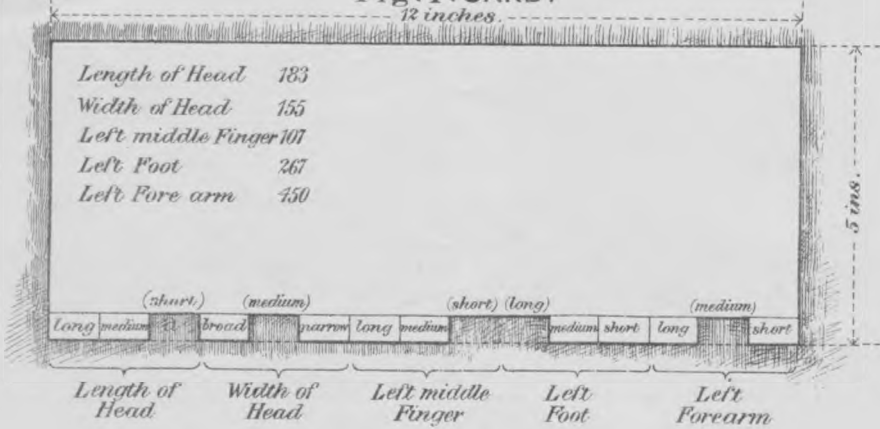 12 inches.
Length of Head 183
Width of Head 155
Left middle Finger 107
Left Foot 267
Left Fore arm 450
5 ins.
(short) (medium) (short) (long) (medium)
long medium broad narrow long medium medium short long short
Length of Head
Width of Head
Left middle Finger
Left Foot
Left Forearm